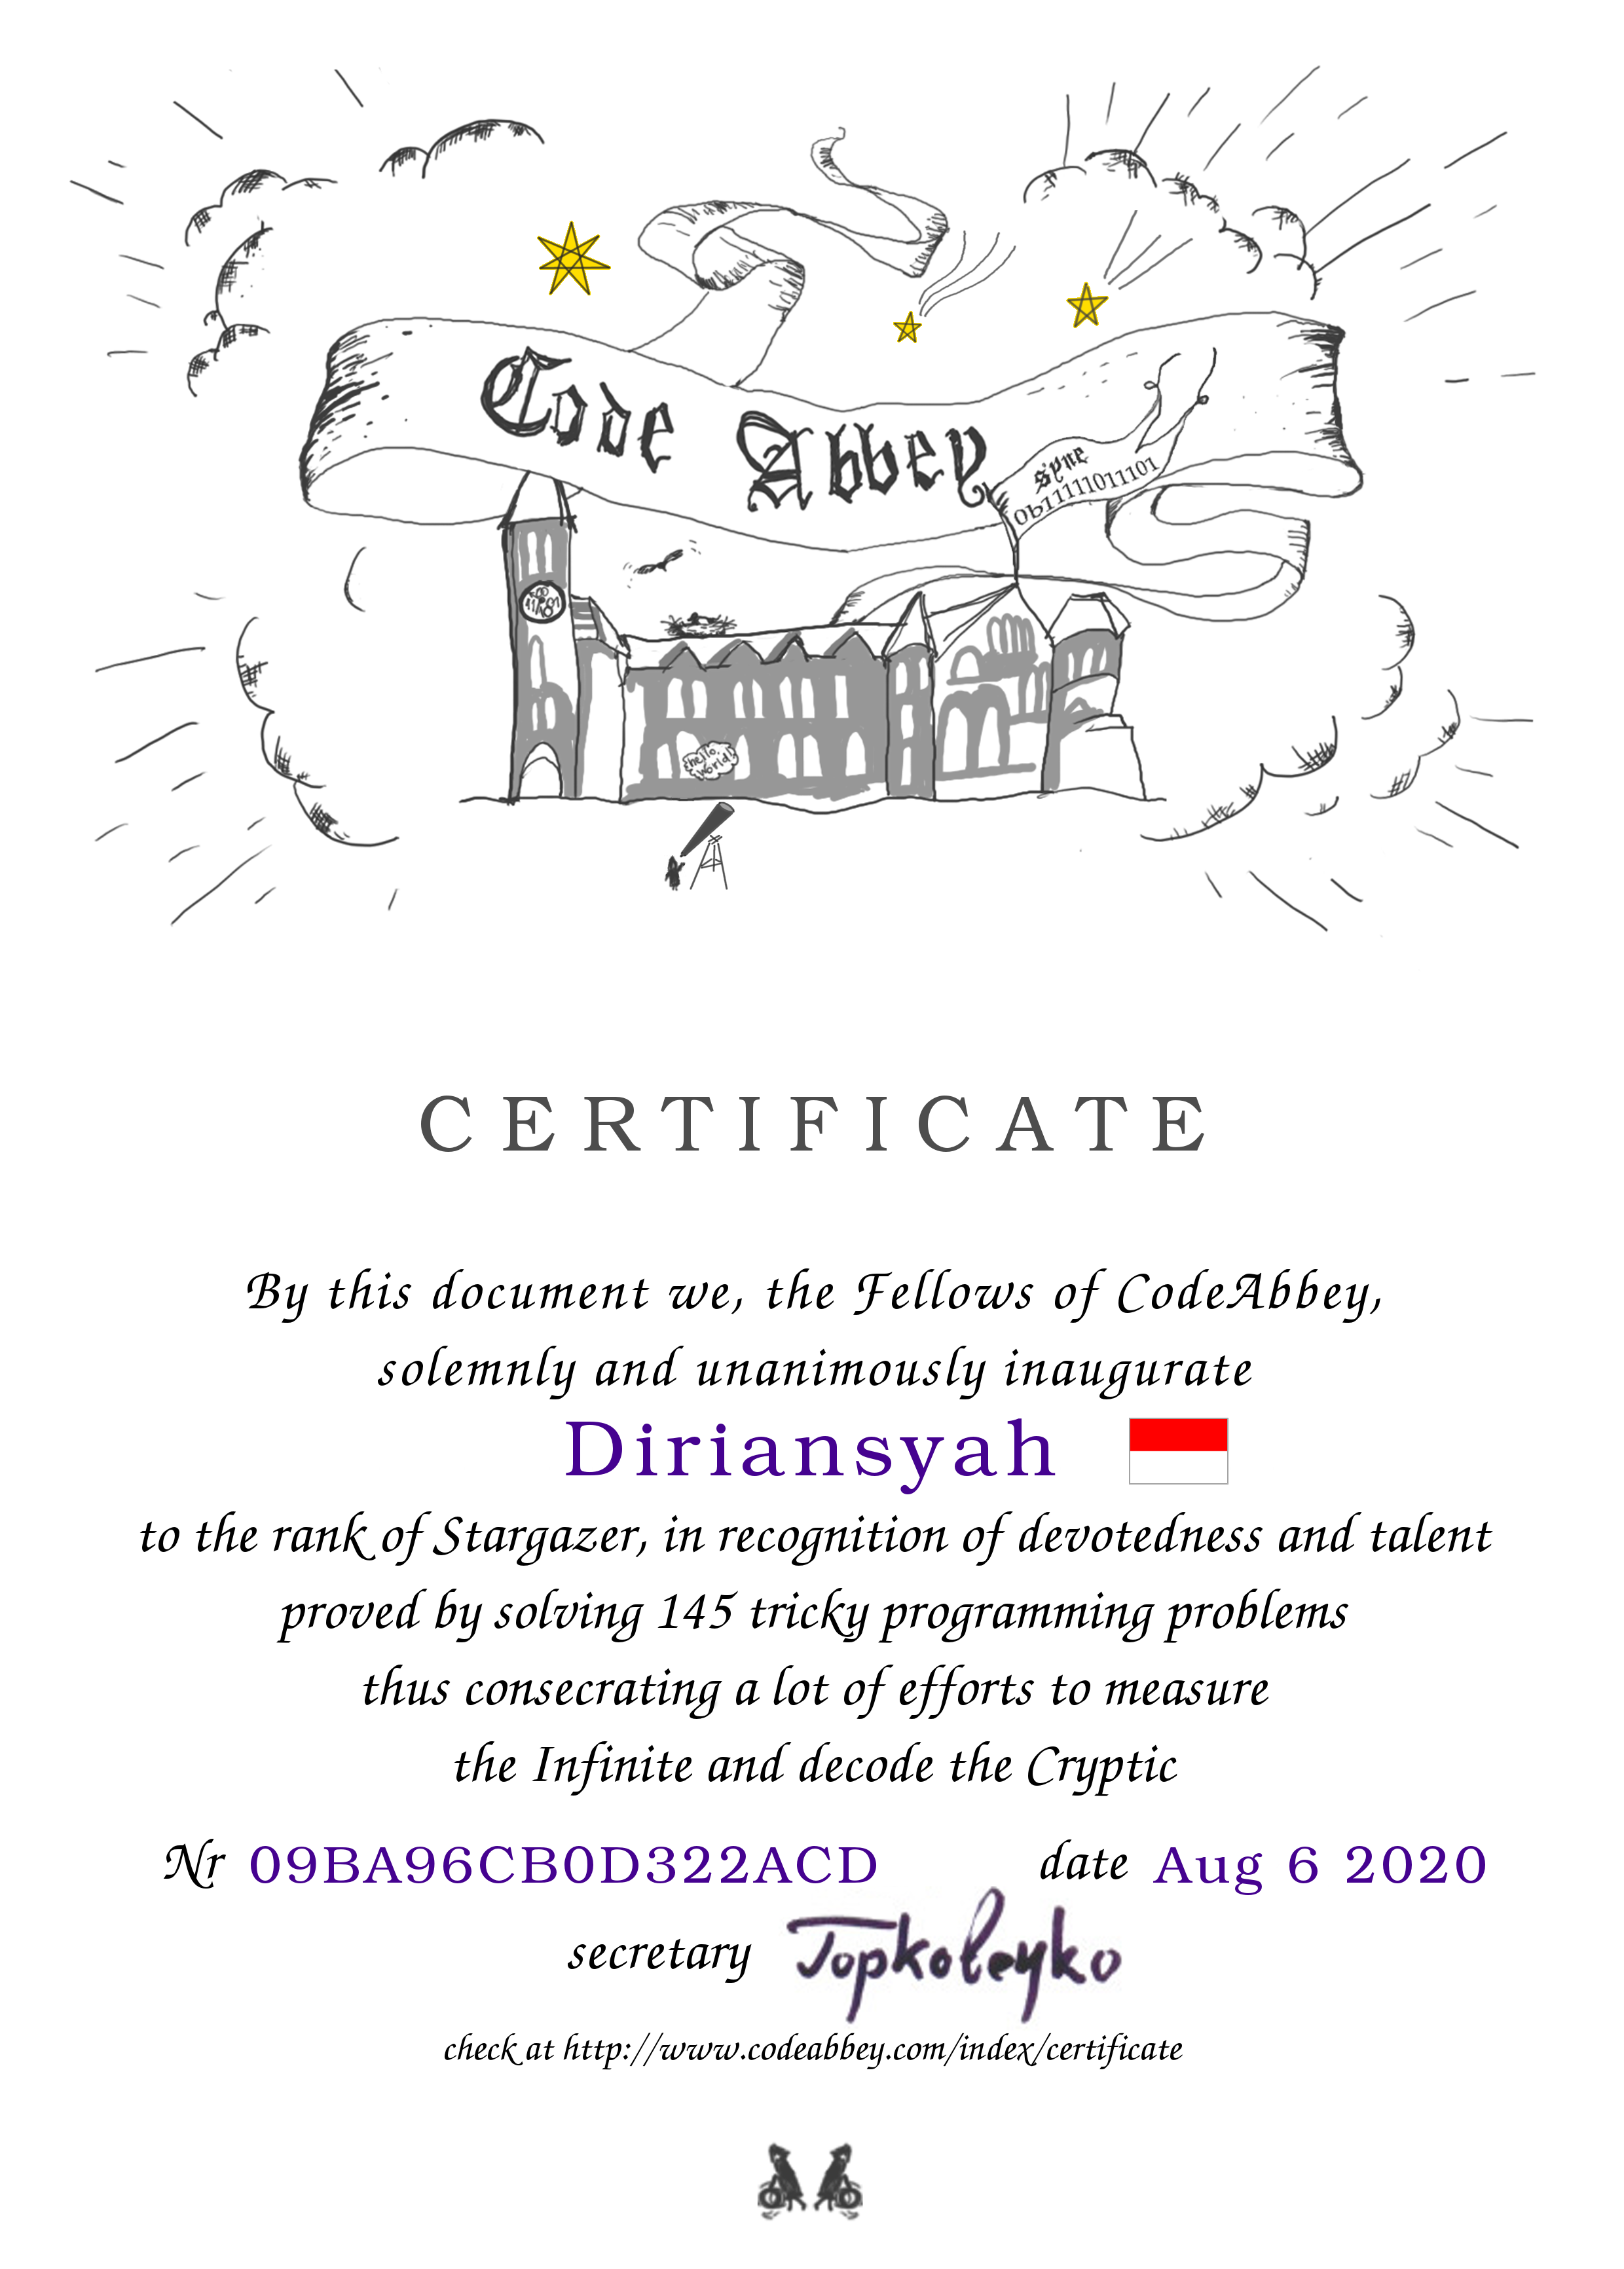 Code Abbey
syne
0b11111011101
hello,
world!
CERTIFICATE
By this document we, the Fellows of CodeAbbey,
solemnly and unanimously inaugurate
Diriansyah
to the rank of Stargazer, in recognition of devotedness and talent
proved by solving 145 tricky programming problems
thus consecrating a lot of efforts to measure
the Infinite and decode the Cryptic
Nr 09BA96CB0D322ACD date Aug 6 2020
secretary
check at http://www.codeabbey.com/index/certificate